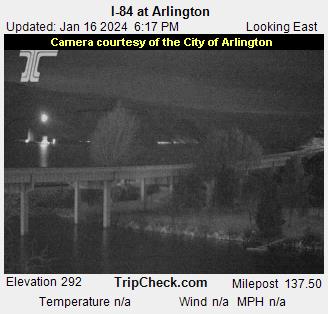 I-84 at Arlington
Updated: Jan 16 2024 6:17 PM Looking East
Camera courtesy of the City of Arlington
Elevation 292 TripCheck.com Milepost 137.50
Temperature n/a Wind n/a MPH n/a